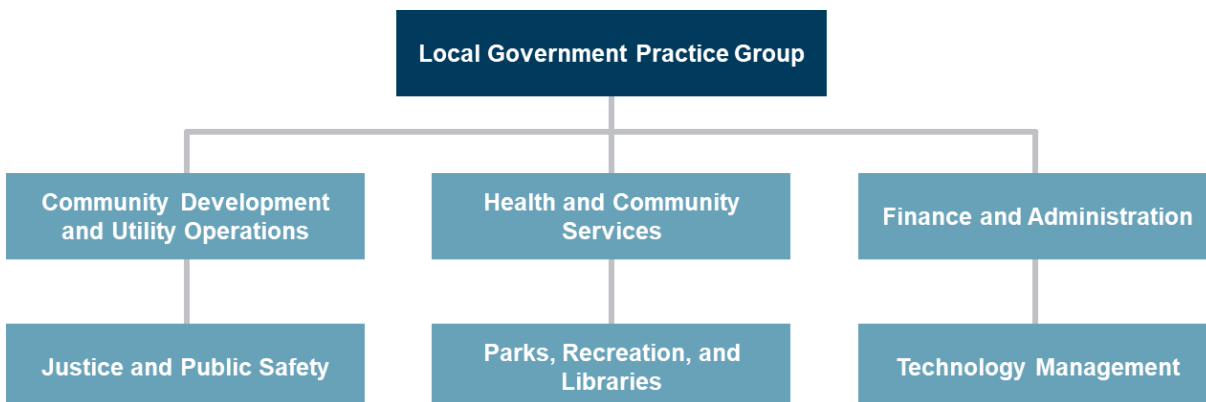 Local Government Practice Group
Community Development
and Utility Operations
Health and Community
Services
Finance and Administration
Justice and Public Safety
Parks, Recreation, and
Libraries
Technology Management